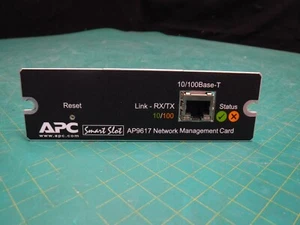 10/100Base-T
Reset
Link - RX/TX
Status
10/100
APC
www.apc.com
Smart Slot
AP9617 Network Management Card